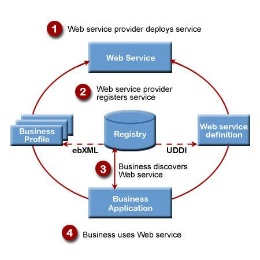 1 Web service provider deploys service
Web Service
2 Web service provider
registers service
Business
Profile
Registry
Web service
definition
ebXML
UDDI
3 Business discovers
Web service
Business
Application
4 Business uses Web service